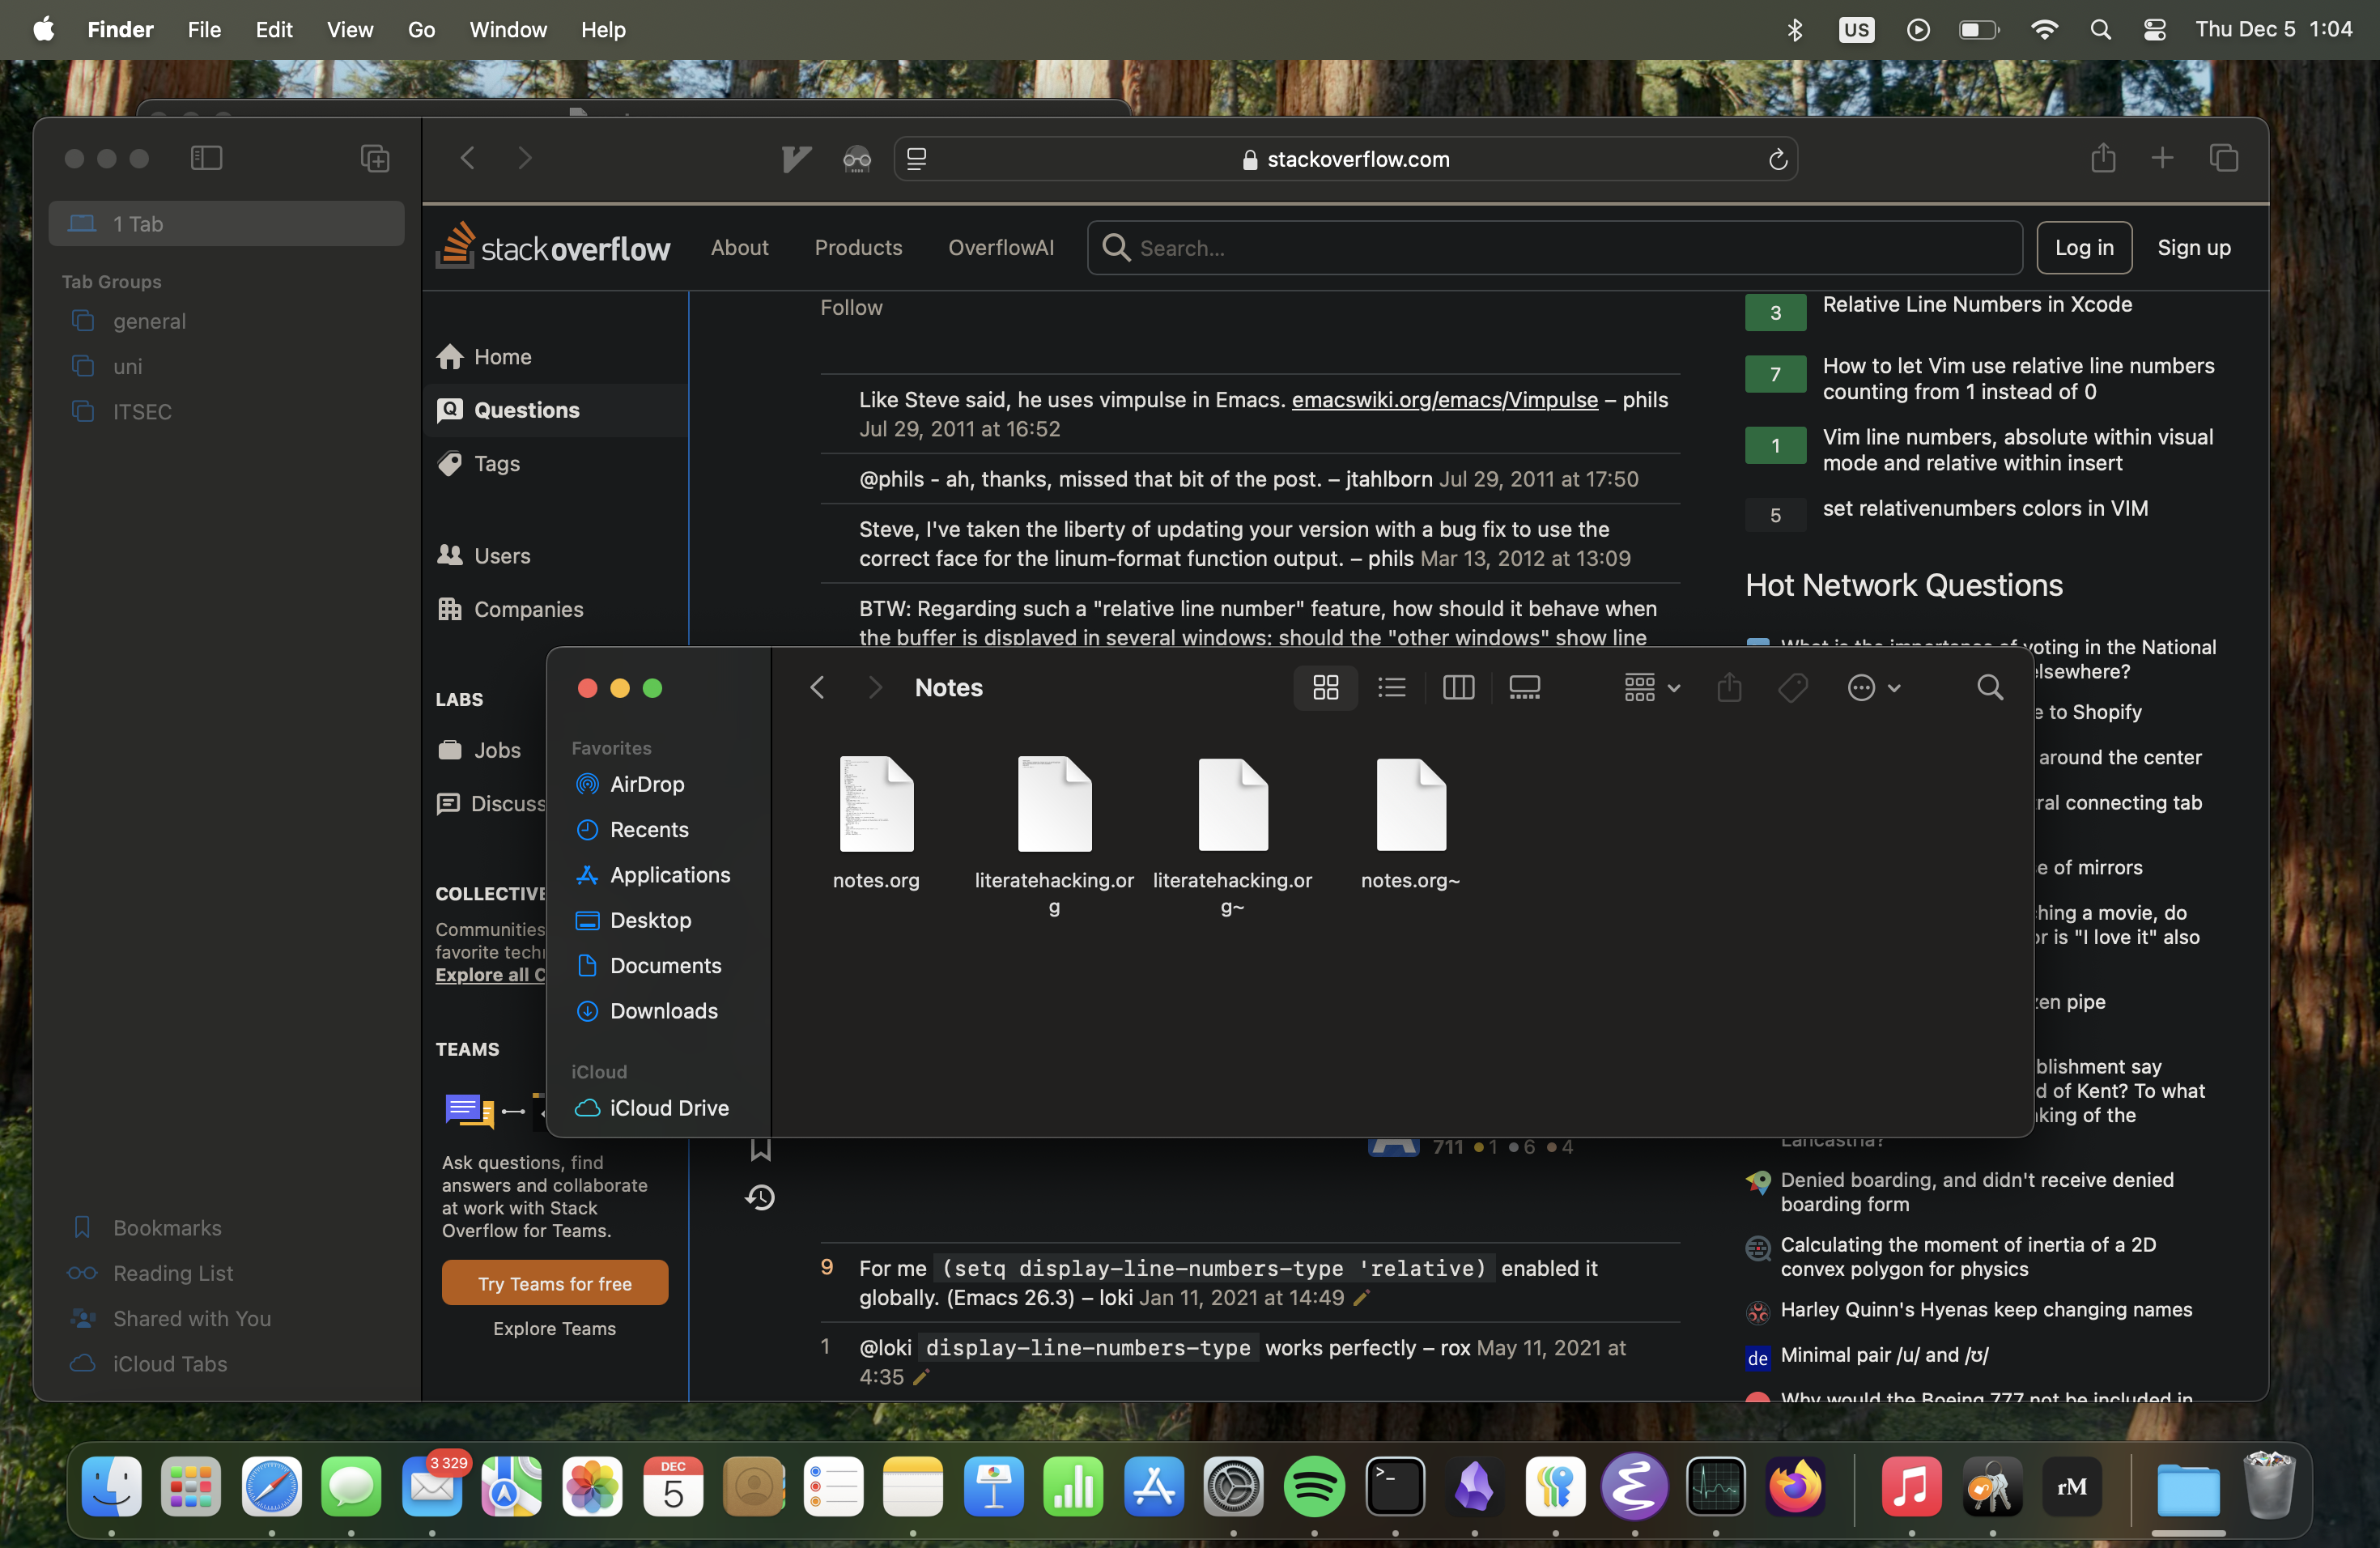 Finder File Edit View Go Window Help
US
Thu Dec 5 1:04
stackoverflow.com
1 Tab
Tab Groups
general
uni
ITSEC
Bookmarks
Reading List
Shared with You
iCloud Tabs
stackoverflow About Products OverflowAI Search... Log in Sign up
Home
Questions
Tags
Users
Companies
LABS
Jobs
Discuss
COLLECTIVE
Communities
favorite tech
Explore all C
TEAMS
Ask questions, find
answers and collaborate
at work with Stack
Overflow for Teams.
Try Teams for free
Explore Teams
Follow
Like Steve said, he uses vimpulse in Emacs. emacswiki.org/emacs/Vimpulse – phils
Jul 29, 2011 at 16:52
@phils - ah, thanks, missed that bit of the post. – jtahlborn Jul 29, 2011 at 17:50
Steve, I've taken the liberty of updating your version with a bug fix to use the
correct face for the linum-format function output. – phils Mar 13, 2012 at 13:09
BTW: Regarding such a "relative line number" feature, how should it behave when
the buffer is displayed in several windows: should the "other windows" show line
Notes
Favorites
AirDrop
Recents
Applications
Desktop
Documents
Downloads
iCloud
iCloud Drive
notes.org
literatehacking.or
g
literatehacking.or
g~
notes.org~
711 1 6 4
9 For me (setq display-line-numbers-type 'relative) enabled it
globally. (Emacs 26.3) – loki Jan 11, 2021 at 14:49
1 @loki display-line-numbers-type works perfectly – rox May 11, 2021 at
4:35
3 Relative Line Numbers in Xcode
7 How to let Vim use relative line numbers
counting from 1 instead of 0
1 Vim line numbers, absolute within visual
mode and relative within insert
5 set relativenumbers colors in VIM
Hot Network Questions
What is the importance of voting in the National
elsewhere?
e to Shopify
around the center
ral connecting tab
e of mirrors
hing a movie, do
or is "I love it" also
zen pipe
blishment say
d of Kent? To what
king of the
Lancastria?
Denied boarding, and didn't receive denied
boarding form
Calculating the moment of inertia of a 2D
convex polygon for physics
Harley Quinn's Hyenas keep changing names
de Minimal pair /u/ and /ʊ/
Why would the Boeing 777 not be included in
3 329
DEC
5
rM